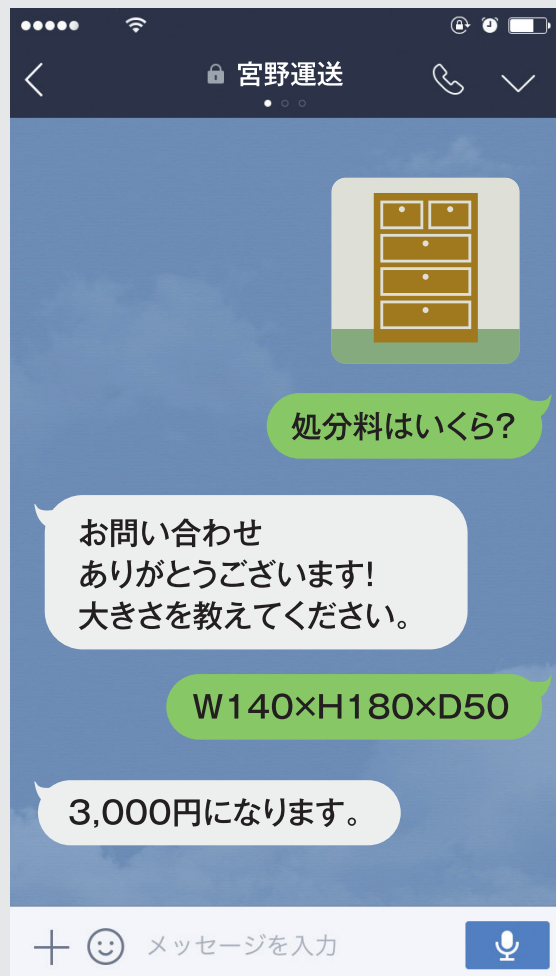 宮野運送
処分料はいくら?
お問い合わせ
ありがとうございます!
大きさを教えてください。
W140×H180×D50
3,000円になります。
メッセージを入力